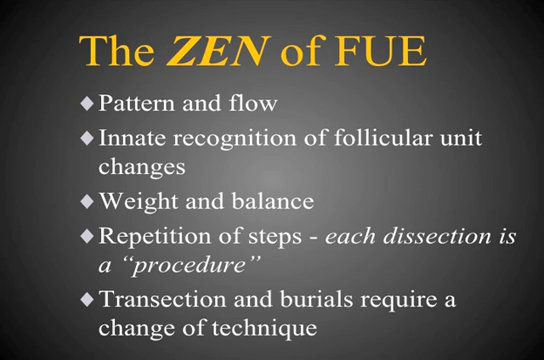 The ZEN of FUE
Pattern and flow
Innate recognition of follicular unit
changes
Weight and balance
Repetition of steps - each dissection is
a “procedure”
Transection and burials require a
change of technique